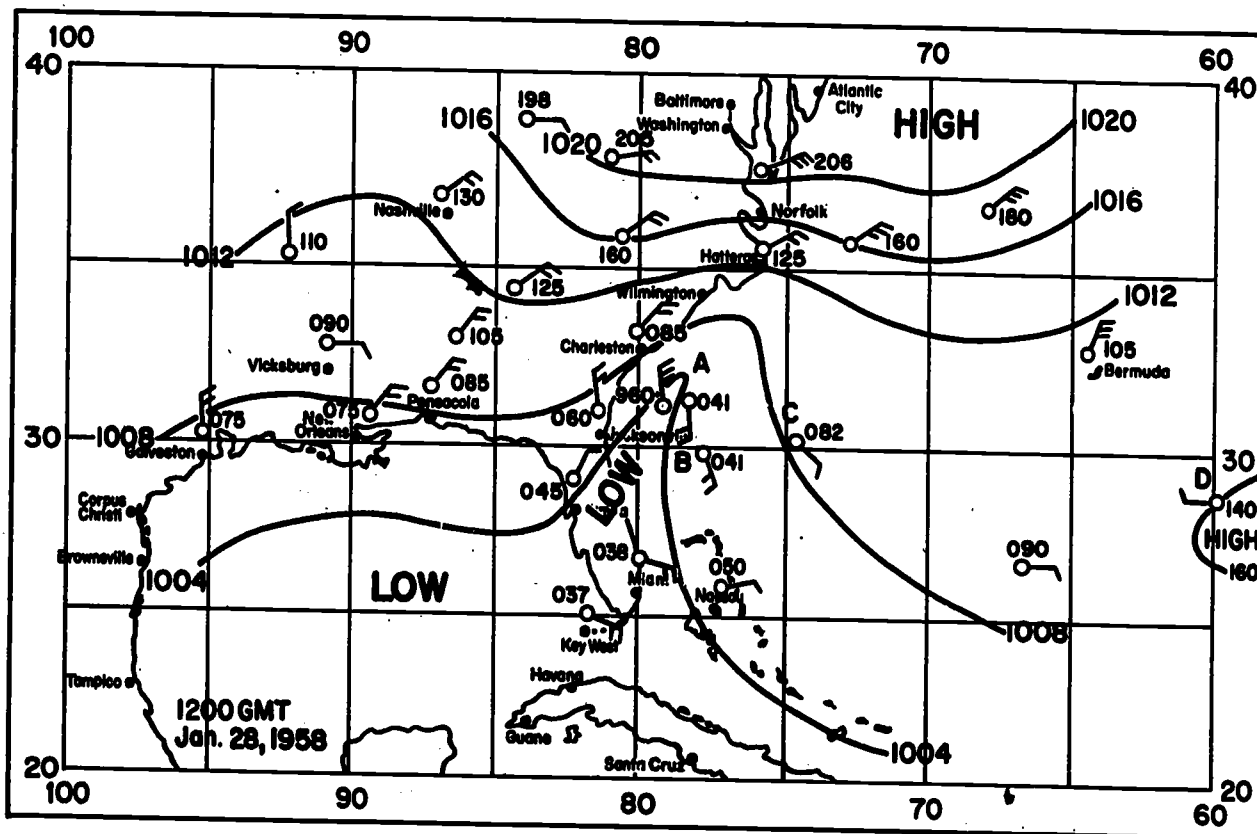 100 90 80 70 60
40 40
198 Baltimore Atlantic
City
1016 Washington HIGH 1020
1020 205
206
130
Nashville Norfolk 180 1016
110 160 160
1012 Hatteras 125
125 Wilmington 1012
090 105 085
Charleston 105
Vicksburg 085 A Bermuda
Pensacola 960 041
075 075 060 C
New
Orleans 082
30 1008 30
Galveston B 041
045 LOW D
Corpus
Christi 140
038 050 090 HIGH
Brownsville Miami
1004 LOW 160
037
Key West 1008
Tampico Havana
1200 GMT
Jan. 28, 1958 Guane
Santa Cruz 1004
20 20
100 90 80 70 60